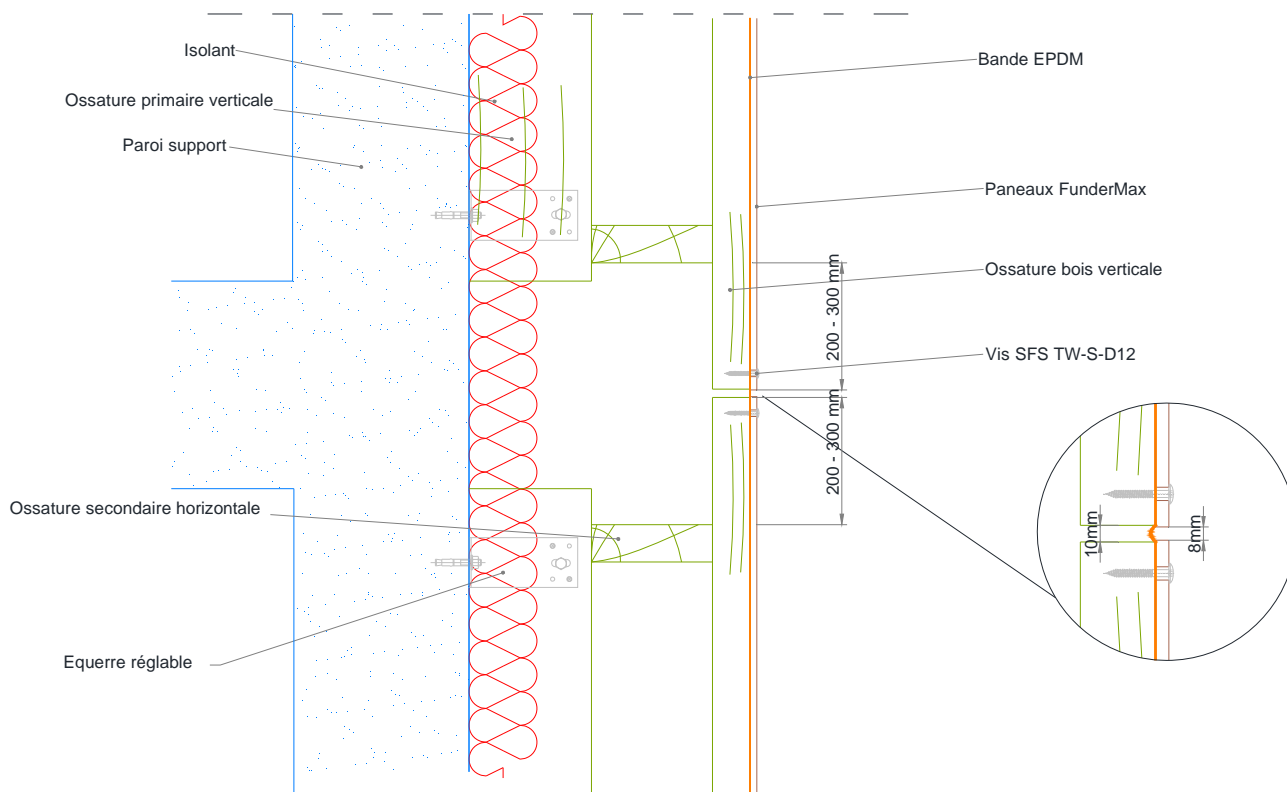 Isolant
Ossature primaire verticale
Paroi support
Ossature secondaire horizontale
Equerre réglable
Bande EPDM
Paneaux FunderMax
Ossature bois verticale
Vis SFS TW-S-D12
200 - 300 mm
200 - 300 mm
10mm
8mm